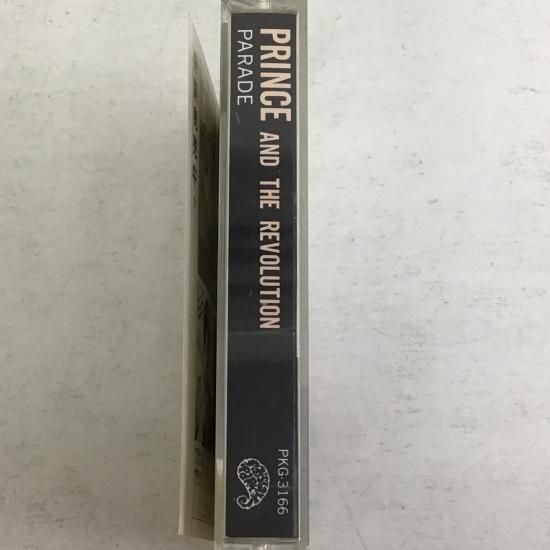 PRINCE AND THE REVOLUTION
PARADE
PKG-3166